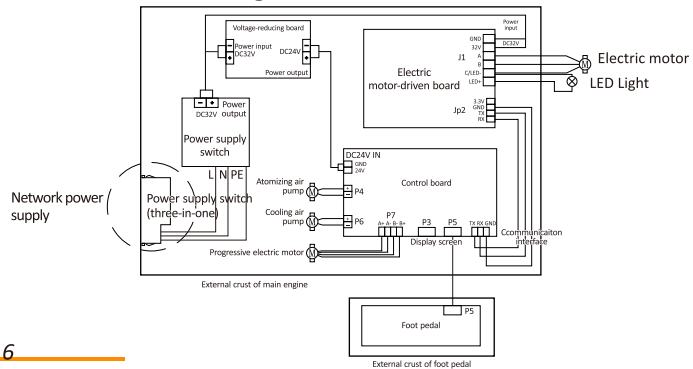 Power
input
Voltage-reducing board
GND
32V
DC32V
Power input
DC32V
DC24V
Power output
J1
A
B
C/LED-
LED+
Electric motor
M
LED Light
Electric
motor-driven board
Jp2
3.3V
GND
TX
RX
DC32V
Power
output
Power supply
switch
L N PE
DC24V IN
GND
24V
Control board
Network power
supply
Power supply switch
(three-in-one)
Atomizing air
pump
M
P4
Cooling air
pump
M
P6
P7
A+ A- B- B+
P3
P5
TX RX GND
Display screen
Ccommunicaiton
interface
Progressive electric motor
M
External crust of main engine
P5
Foot pedal
External crust of foot pedal
6